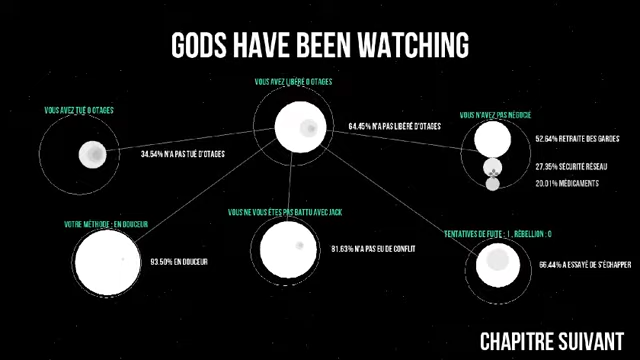 GODS HAVE BEEN WATCHING
VOUS AVEZ LIBÉRÉ 0 OTAGES
VOUS AVEZ TUÉ 0 OTAGES
VOUS N'AVEZ PAS NÉGOCIÉ
64.45% N'A PAS LIBÉRÉ D'OTAGES
34.54% N'A PAS TUÉ D'OTAGES
52.64% RETRAITE DES GARDES
27.35% SÉCURITÉ RÉSEAU
20.01% MÉDICAMENTS
VOTRE MÉTHODE : EN DOUCEUR
VOUS NE VOUS ÊTES PAS BATTU AVEC JACK
TENTATIVES DE FUITE : 1 , RÉBELLION : 0
93.50% EN DOUCEUR
81.63% N'A PAS EU DE CONFLIT
66.44% A ESSAYÉ DE S'ÉCHAPPER
CHAPITRE SUIVANT